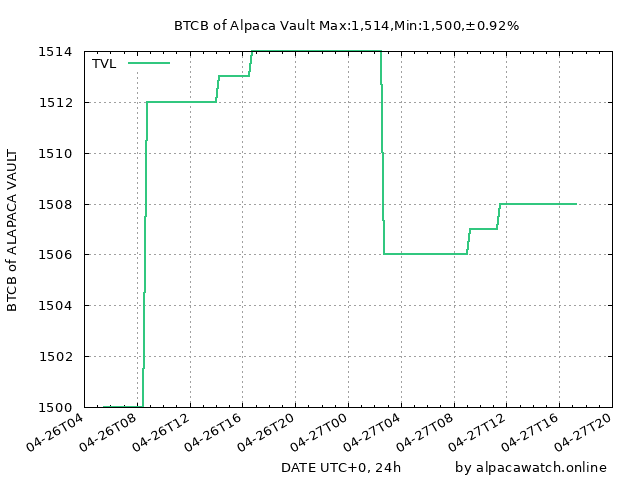 BTCB of Alpaca Vault Max:1,514,Min:1,500,±0.92%
TVL
BTCB of ALAPACA VAULT
1514
1512
1510
1508
1506
1504
1502
1500
04-26T04
04-26T08
04-26T12
04-26T16
04-26T20
04-27T00
04-27T04
04-27T08
04-27T12
04-27T16
04-27T20
DATE UTC+0, 24h
by alpacawatch.online